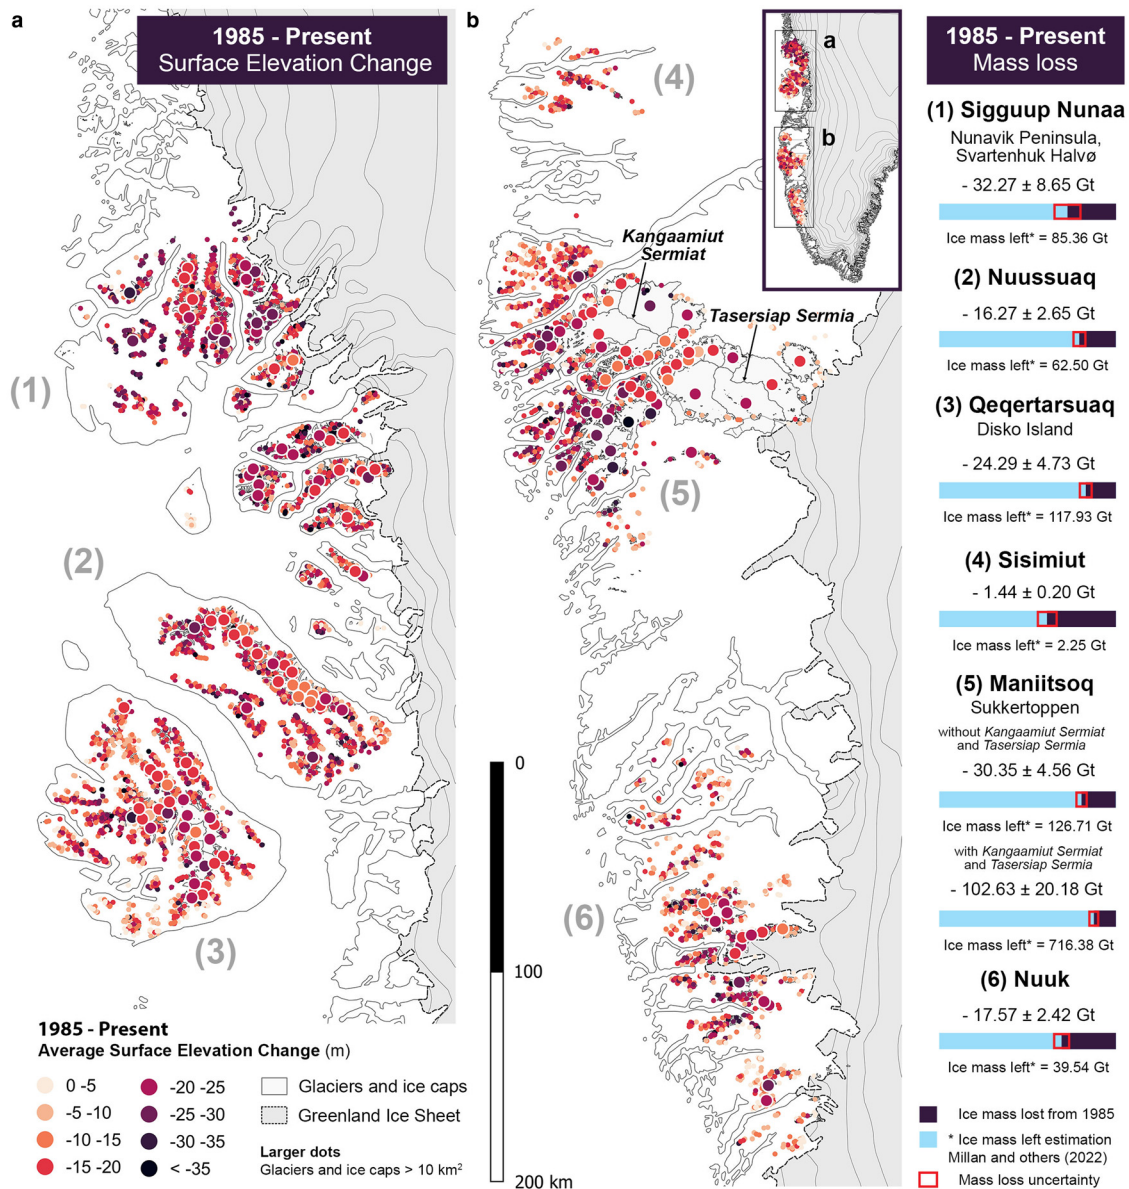 a
1985 - Present
Surface Elevation Change
b
(4)
a
b
Kangaamiut
Sermiat
Tasersiap Sermia
(1)
(5)
(2)
(3)
(6)
0
100
200 km
1985 - Present
Average Surface Elevation Change (m)
0 -5
-5 -10
-10 -15
-15 -20
-20 -25
-25 -30
-30 -35
< -35
Glaciers and ice caps
Greenland Ice Sheet
Larger dots
Glaciers and ice caps > 10 km²
1985 - Present
Mass loss
(1) Sigguup Nunaa
Nunavik Peninsula,
Svartenhuk Halvø
- 32.27 ± 8.65 Gt
Ice mass left* = 85.36 Gt
(2) Nuussuaq
- 16.27 ± 2.65 Gt
Ice mass left* = 62.50 Gt
(3) Qeqertarsuaq
Disko Island
- 24.29 ± 4.73 Gt
Ice mass left* = 117.93 Gt
(4) Sisimiut
- 1.44 ± 0.20 Gt
Ice mass left* = 2.25 Gt
(5) Maniitsoq
Sukkertoppen
without Kangaamiut Sermiat
and Tasersiap Sermia
- 30.35 ± 4.56 Gt
Ice mass left* = 126.71 Gt
with Kangaamiut Sermiat
and Tasersiap Sermia
- 102.63 ± 20.18 Gt
Ice mass left* = 716.38 Gt
(6) Nuuk
- 17.57 ± 2.42 Gt
Ice mass left* = 39.54 Gt
Ice mass lost from 1985
* Ice mass left estimation
Millan and others (2022)
Mass loss uncertainty